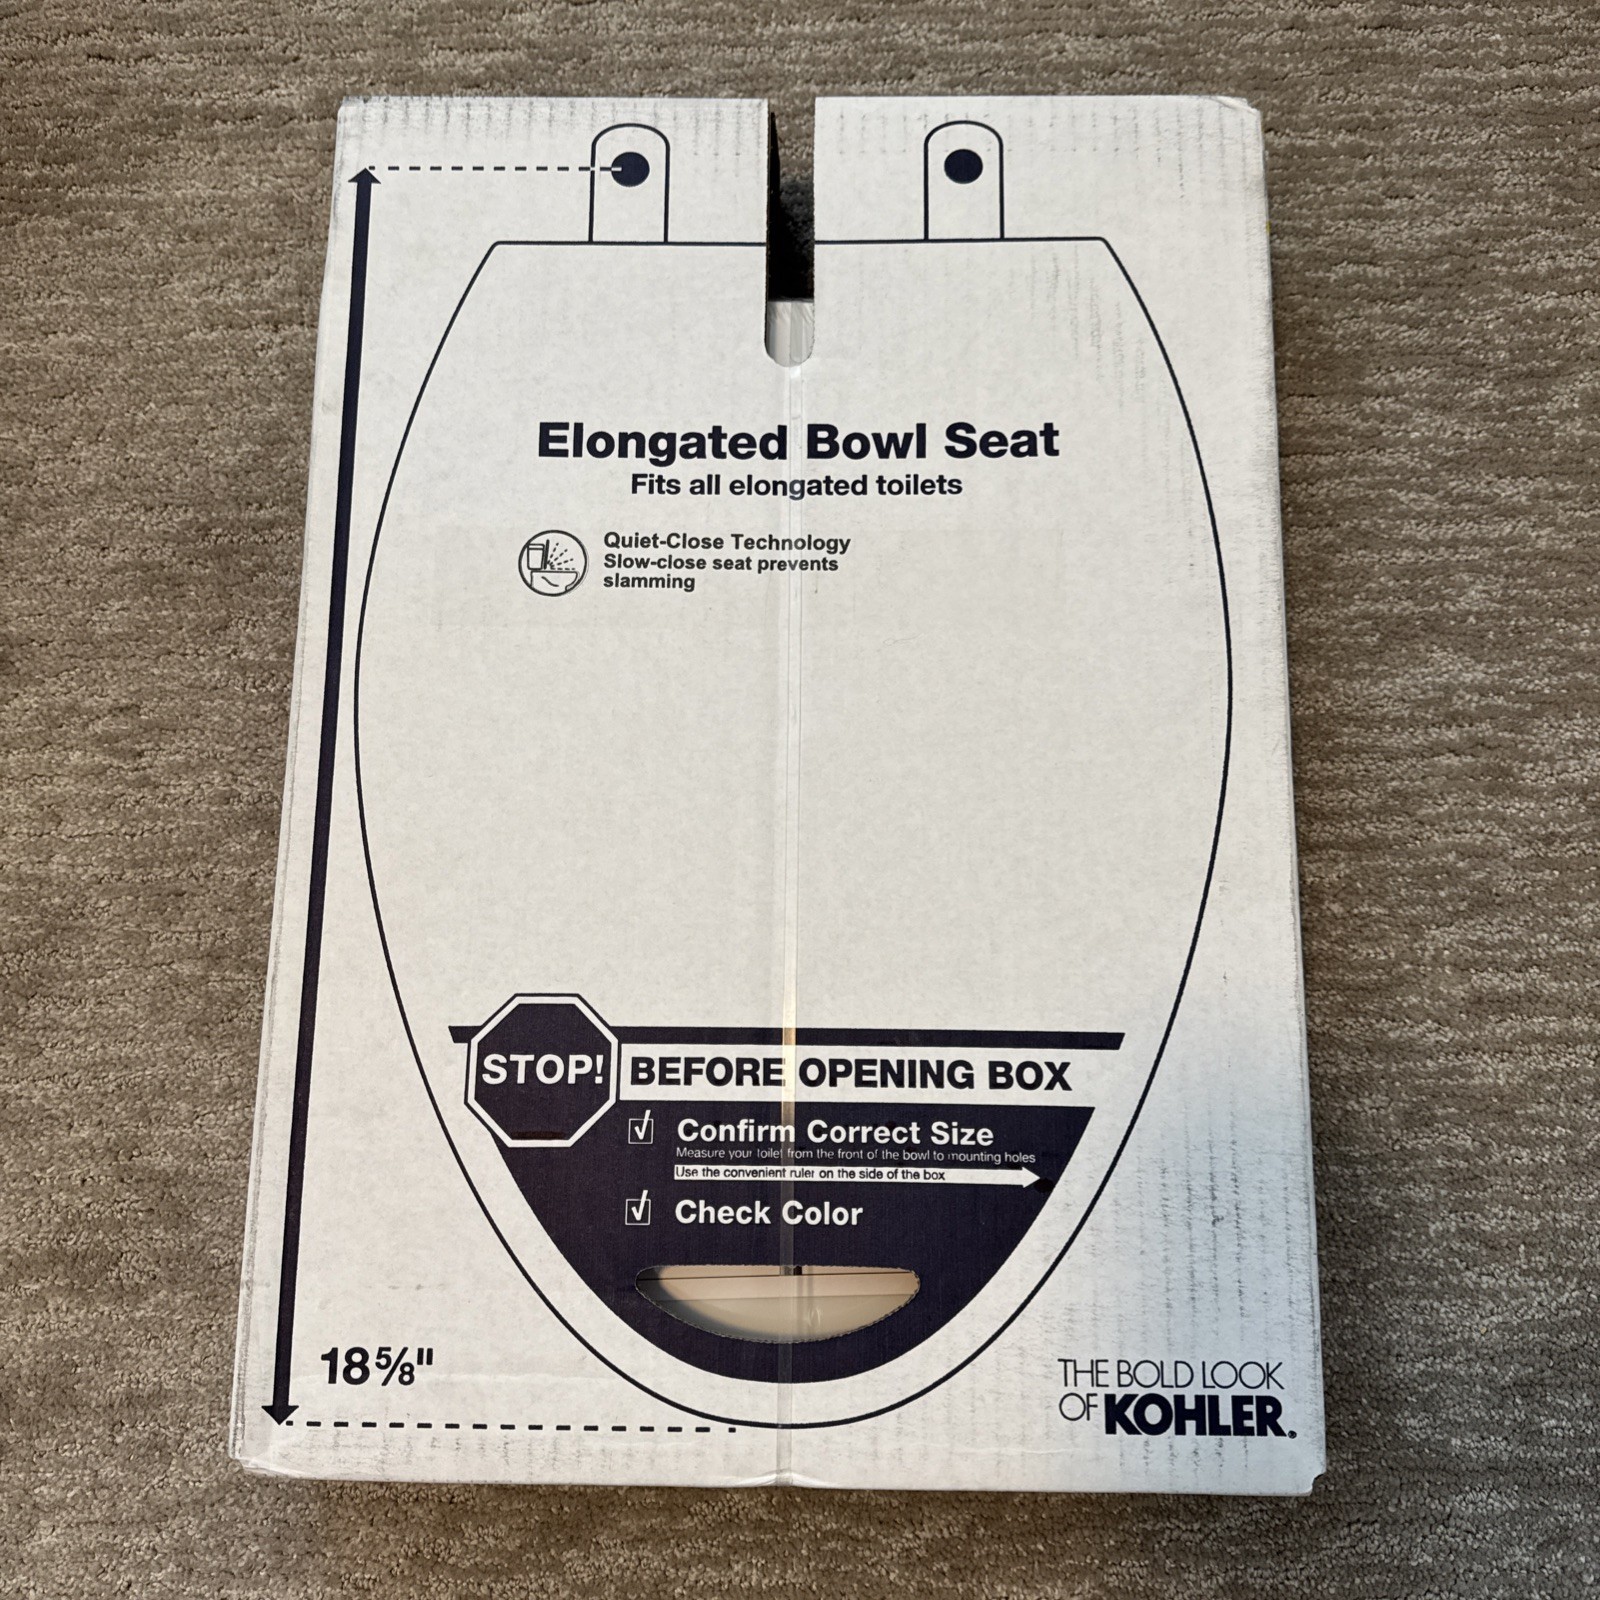 Elongated Bowl Seat
Fits all elongated toilets
Quiet-Close Technology
Slow-close seat prevents
slamming
STOP! BEFORE OPENING BOX
Confirm Correct Size
Measure your toilet from the front of the bowl to mounting holes
Use the convenient ruler on the side of the box
Check Color
18 5/8"
THE BOLD LOOK
OF KOHLER®